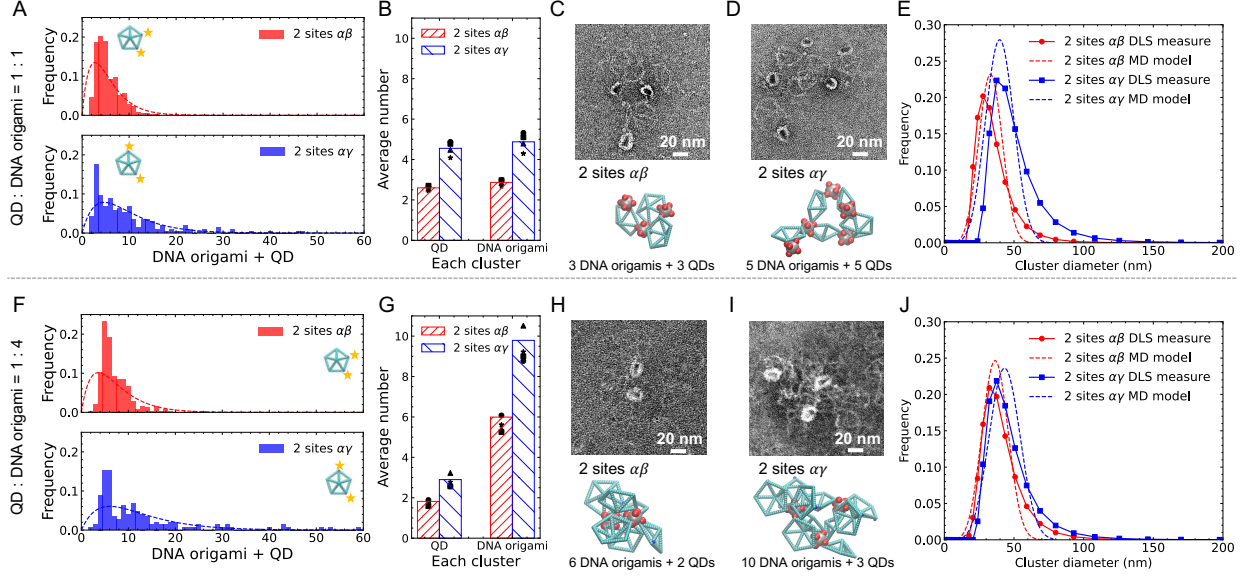 A
B
C
D
E
QD : DNA origami = 1 : 1
Frequency
0.2
0.1
0.0
2 sites αβ
Frequency
0.2
0.1
0.0
2 sites αγ
0 10 20 30 40 50 60
DNA origami + QD
Average number
10
8
6
4
2
0
2 sites αβ
2 sites αγ
QD DNA origami
Each cluster
20 nm
2 sites αβ
3 DNA origamis + 3 QDs
20 nm
2 sites αγ
5 DNA origamis + 5 QDs
Frequency
0.30
0.25
0.20
0.15
0.10
0.05
0.00
2 sites αβ DLS measure
2 sites αβ MD model
2 sites αγ DLS measure
2 sites αγ MD model
0 50 100 150 200
Cluster diameter (nm)
F
G
H
I
J
QD : DNA origami = 1 : 4
Frequency
0.2
0.1
0.0
2 sites αβ
Frequency
0.2
0.1
0.0
2 sites αγ
0 10 20 30 40 50 60
DNA origami + QD
Average number
10
8
6
4
2
0
2 sites αβ
2 sites αγ
QD DNA origami
Each cluster
20 nm
2 sites αβ
6 DNA origamis + 2 QDs
20 nm
2 sites αγ
10 DNA origamis + 3 QDs
Frequency
0.30
0.25
0.20
0.15
0.10
0.05
0.00
2 sites αβ DLS measure
2 sites αβ MD model
2 sites αγ DLS measure
2 sites αγ MD model
0 50 100 150 200
Cluster diameter (nm)